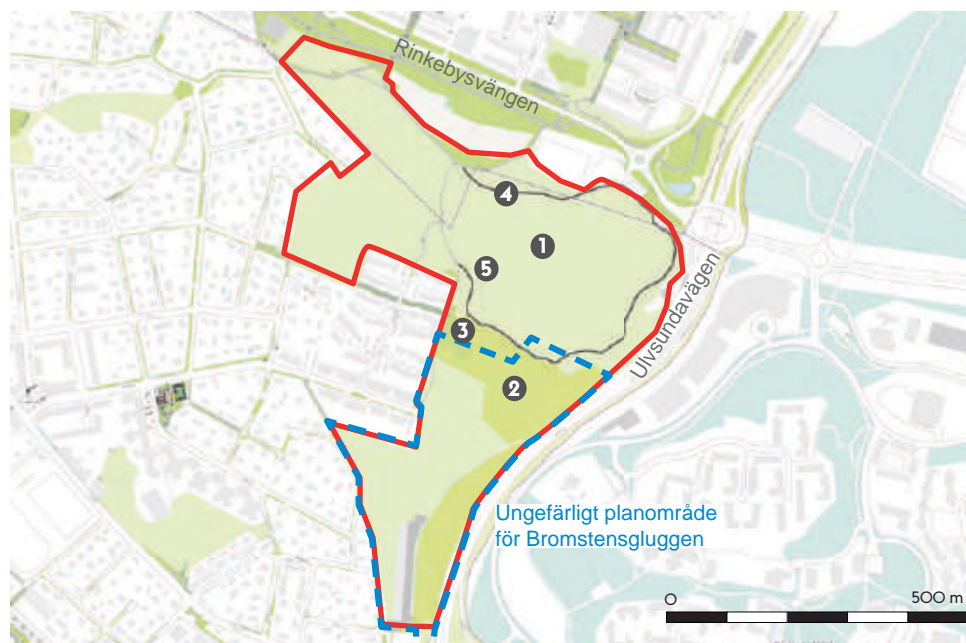 Rinkebysvängen
4
1
5
Ulvsundavägen
3
2
Ungefärligt planområde
för Bromstensgluggen
0 500 m